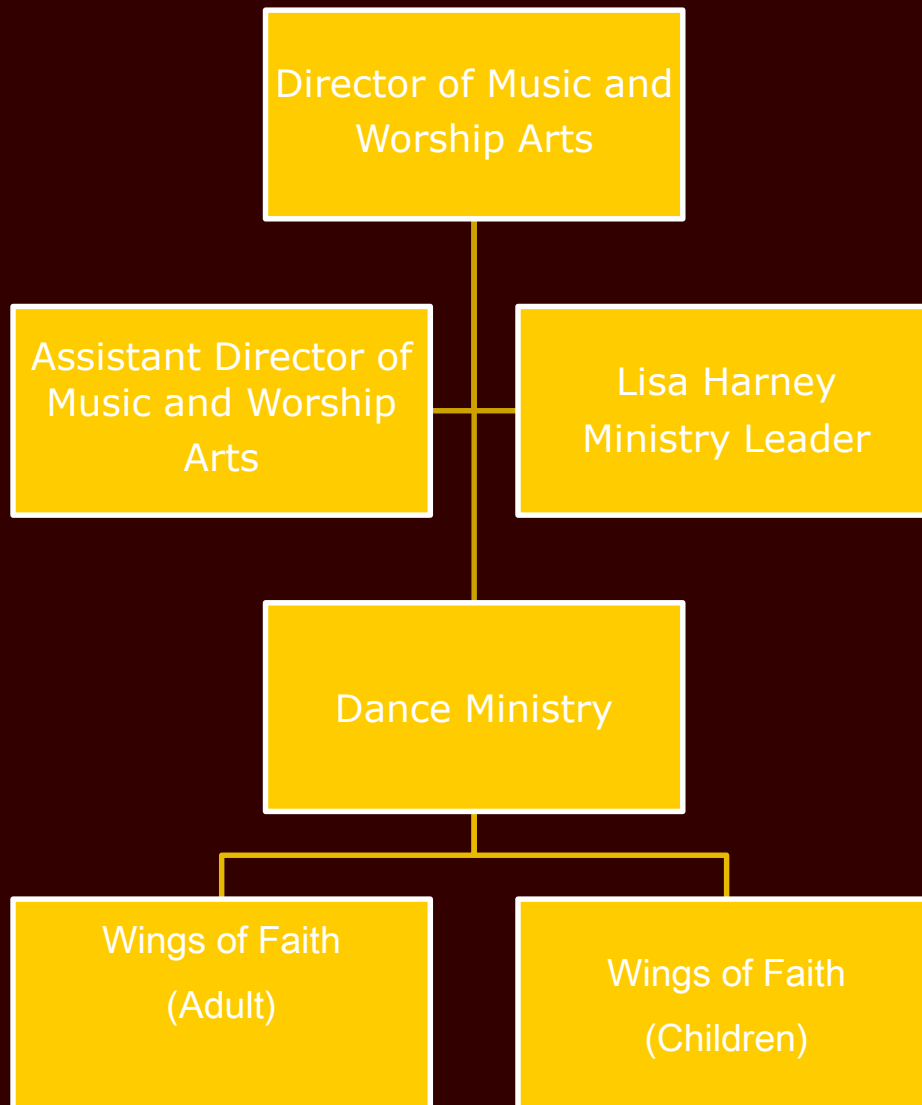 Director of Music and
Worship Arts
Assistant Director of
Music and Worship
Arts
Lisa Harney
Ministry Leader
Dance Ministry
Wings of Faith
(Adult)
Wings of Faith
(Children)